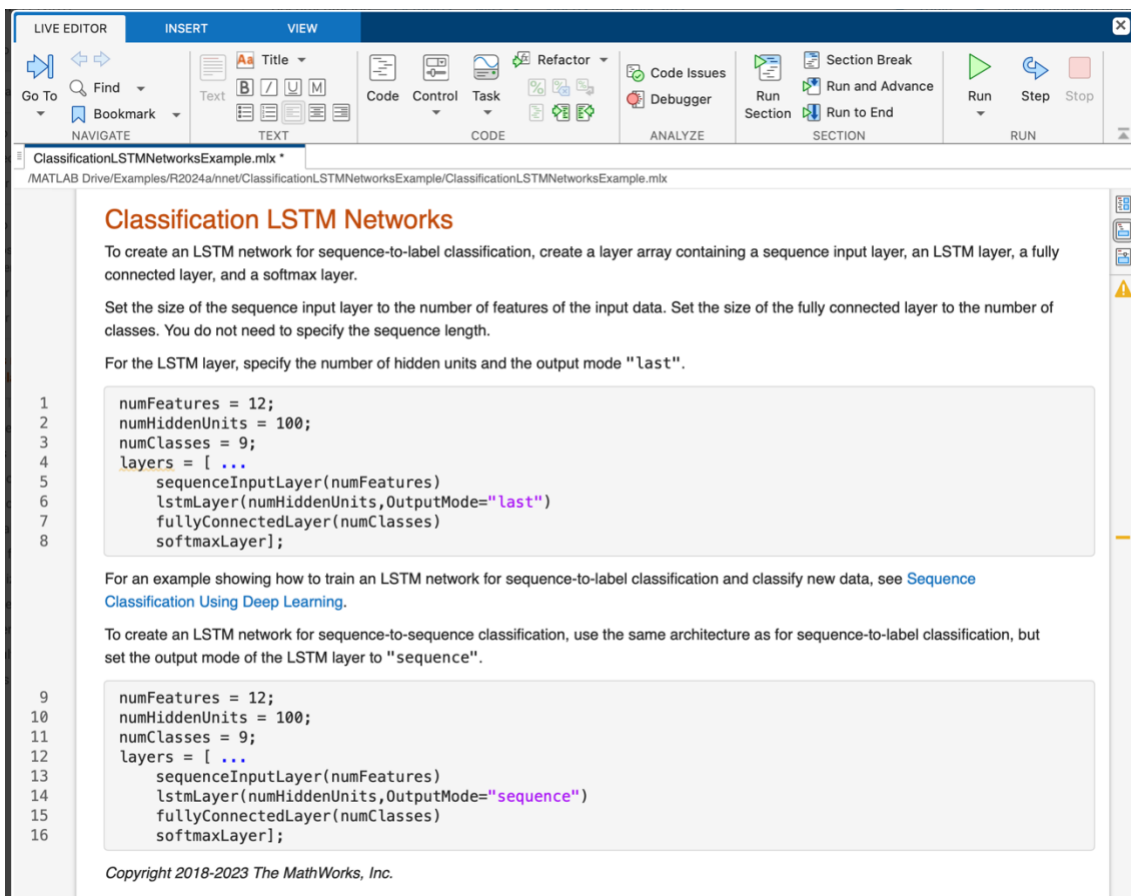 LIVE EDITOR INSERT VIEW
Go To
Find
Bookmark
NAVIGATE
Text
Aa Title
B I U M
TEXT
Code Control Task
Refactor
CODE
Code Issues
Debugger
ANALYZE
Run Section
Section Break
Run and Advance
Run to End
SECTION
Run Step Stop
RUN
ClassificationLSTMNetworksExample.mlx *
/MATLAB Drive/Examples/R2024a/nnet/ClassificationLSTMNetworksExample/ClassificationLSTMNetworksExample.mlx
Classification LSTM Networks
To create an LSTM network for sequence-to-label classification, create a layer array containing a sequence input layer, an LSTM layer, a fully
connected layer, and a softmax layer.
Set the size of the sequence input layer to the number of features of the input data. Set the size of the fully connected layer to the number of
classes. You do not need to specify the sequence length.
For the LSTM layer, specify the number of hidden units and the output mode "last".
1 numFeatures = 12;
2 numHiddenUnits = 100;
3 numClasses = 9;
4 layers = [ ...
5 sequenceInputLayer(numFeatures)
6 lstmLayer(numHiddenUnits,OutputMode="last")
7 fullyConnectedLayer(numClasses)
8 softmaxLayer];
For an example showing how to train an LSTM network for sequence-to-label classification and classify new data, see Sequence
Classification Using Deep Learning.
To create an LSTM network for sequence-to-sequence classification, use the same architecture as for sequence-to-label classification, but
set the output mode of the LSTM layer to "sequence".
9 numFeatures = 12;
10 numHiddenUnits = 100;
11 numClasses = 9;
12 layers = [ ...
13 sequenceInputLayer(numFeatures)
14 lstmLayer(numHiddenUnits,OutputMode="sequence")
15 fullyConnectedLayer(numClasses)
16 softmaxLayer];
Copyright 2018-2023 The MathWorks, Inc.